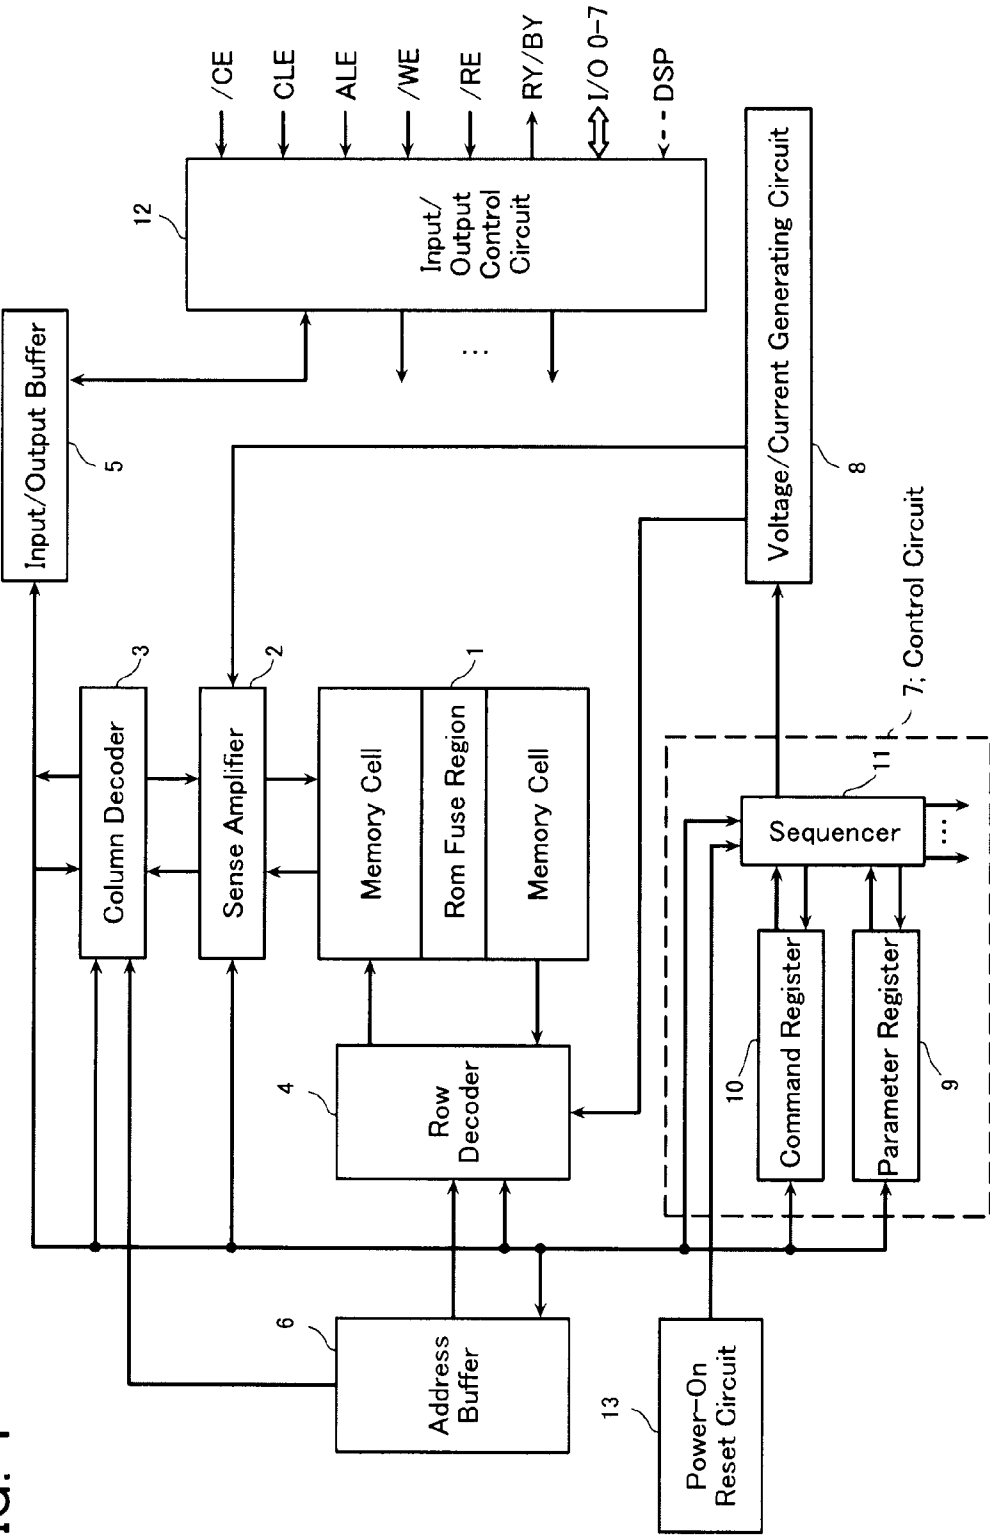 Input/Output Buffer
5
12
Input/
Output
Control
Circuit
/CE
CLE
ALE
/WE
/RE
RY/BY
I/O 0-7
DSP
Column Decoder
3
Sense Amplifier
2
Memory Cell
Rom Fuse Region
Memory Cell
1
4
Row
Decoder
6
Address
Buffer
...
Voltage/Current Generating Circuit
8
7; Control Circuit
11
Sequencer
...
10
Command Register
Parameter Register
9
13
Power-On
Reset Circuit